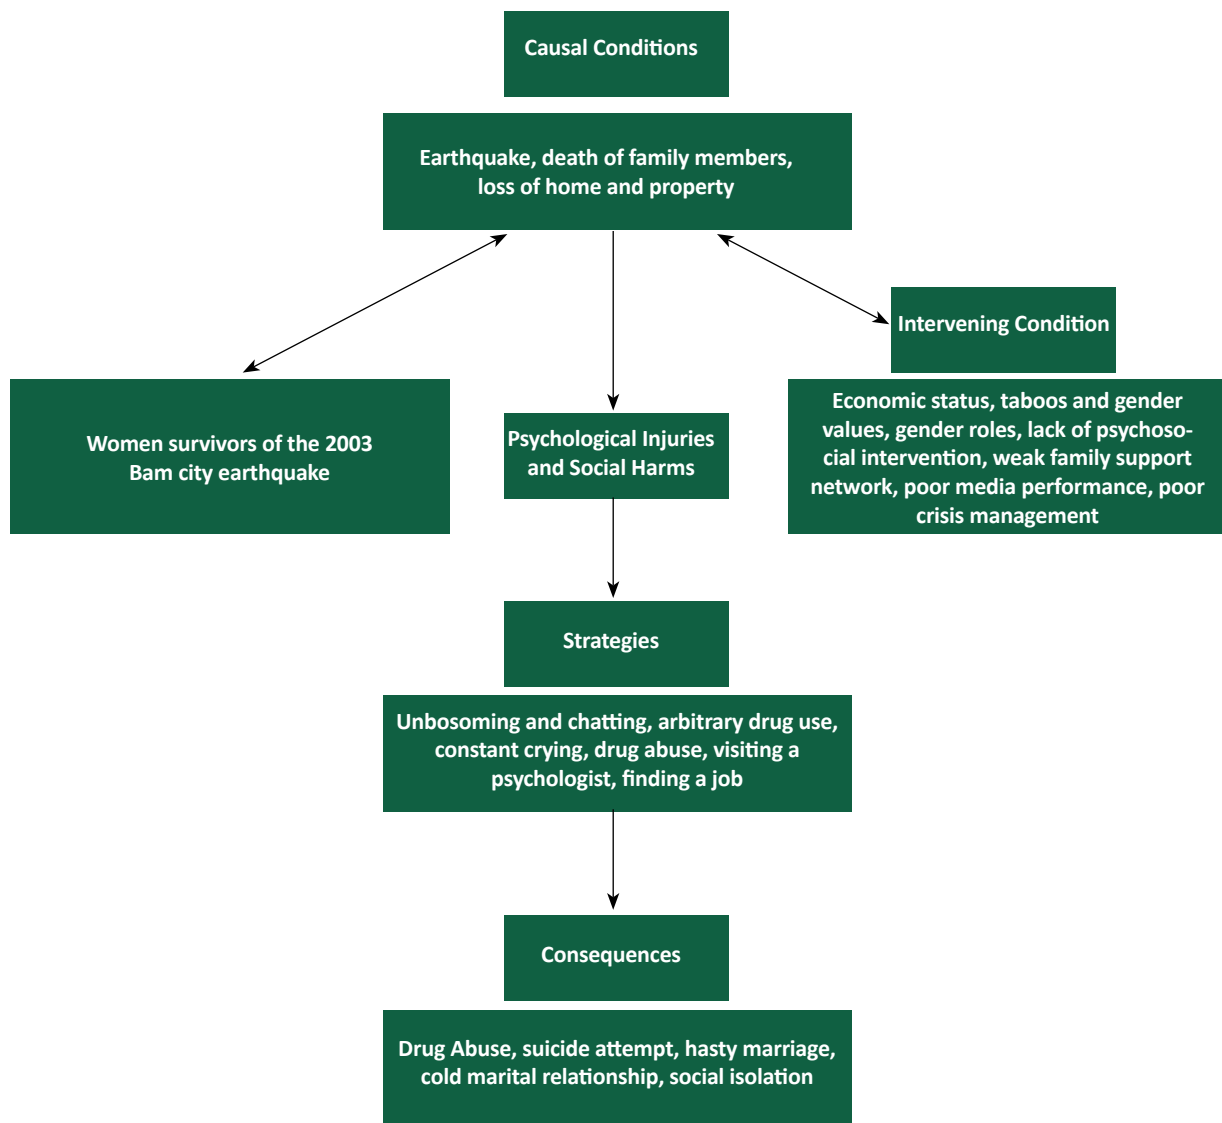 Causal Conditions
Earthquake, death of family members,
loss of home and property
Intervening Condition
Women survivors of the 2003
Bam city earthquake
Psychological Injuries
and Social Harms
Economic status, taboos and gender
values, gender roles, lack of psychoso-
cial intervention, weak family support
network, poor media performance, poor
crisis management
Strategies
Unbosoming and chatting, arbitrary drug use,
constant crying, drug abuse, visiting a
psychologist, finding a job
Consequences
Drug Abuse, suicide attempt, hasty marriage,
cold marital relationship, social isolation